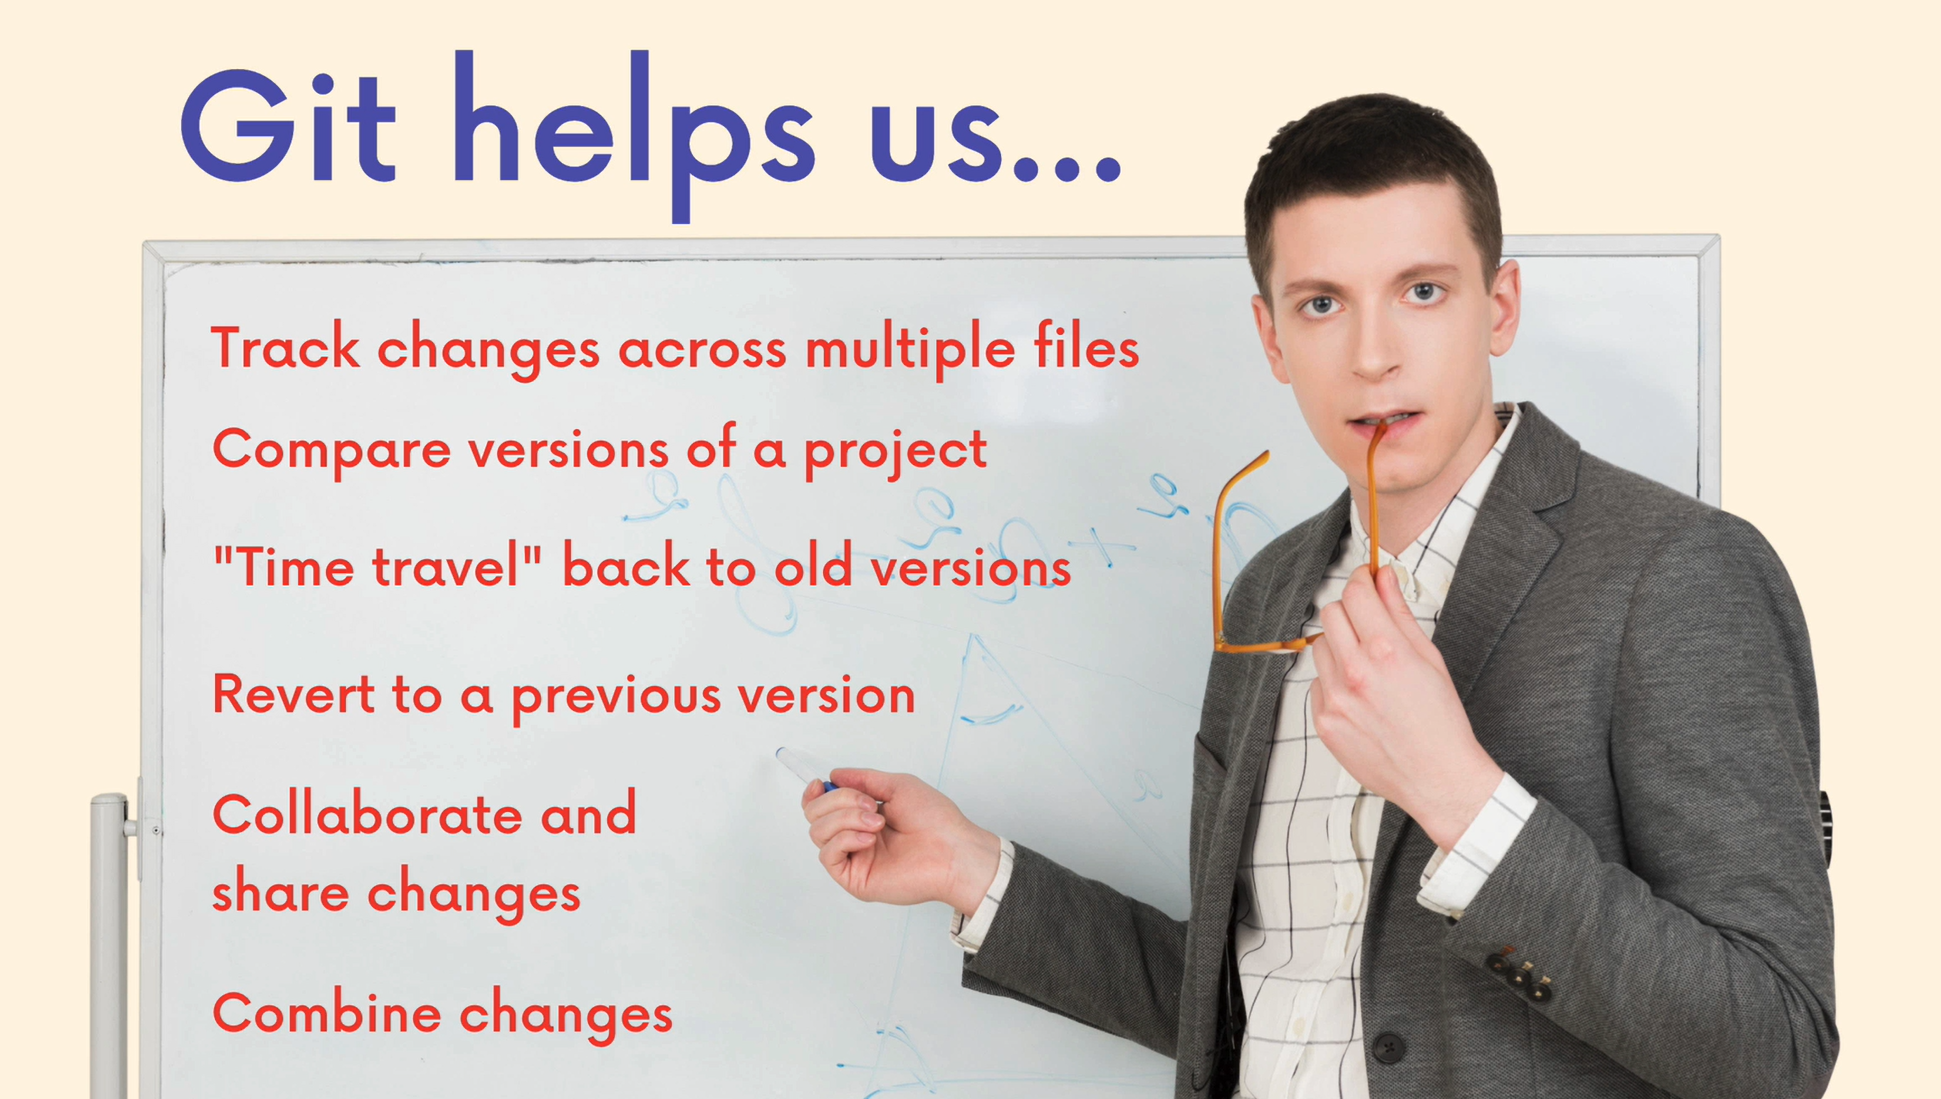 Git helps us...
Track changes across multiple files
Compare versions of a project
"Time travel" back to old versions
Revert to a previous version
Collaborate and
share changes
Combine changes